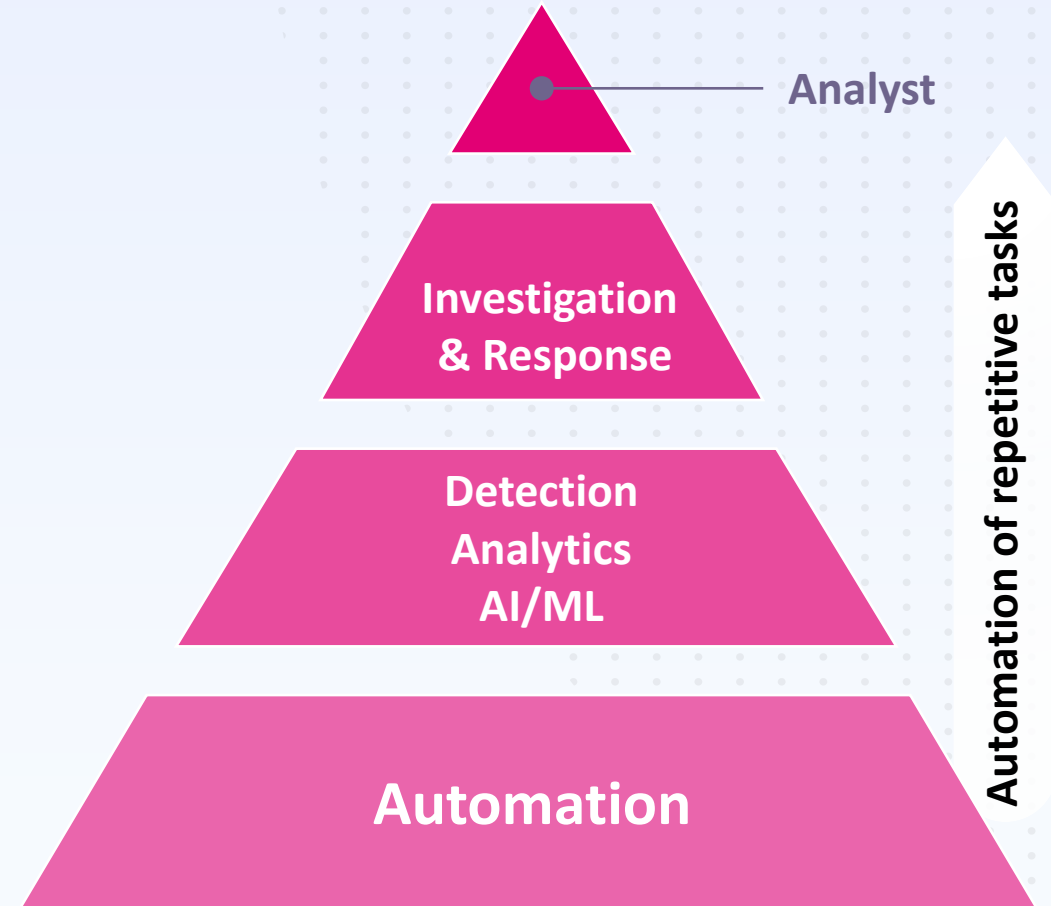 Analyst
Investigation
& Response
Detection
Analytics
AI/ML
Automation
Automation of repetitive tasks